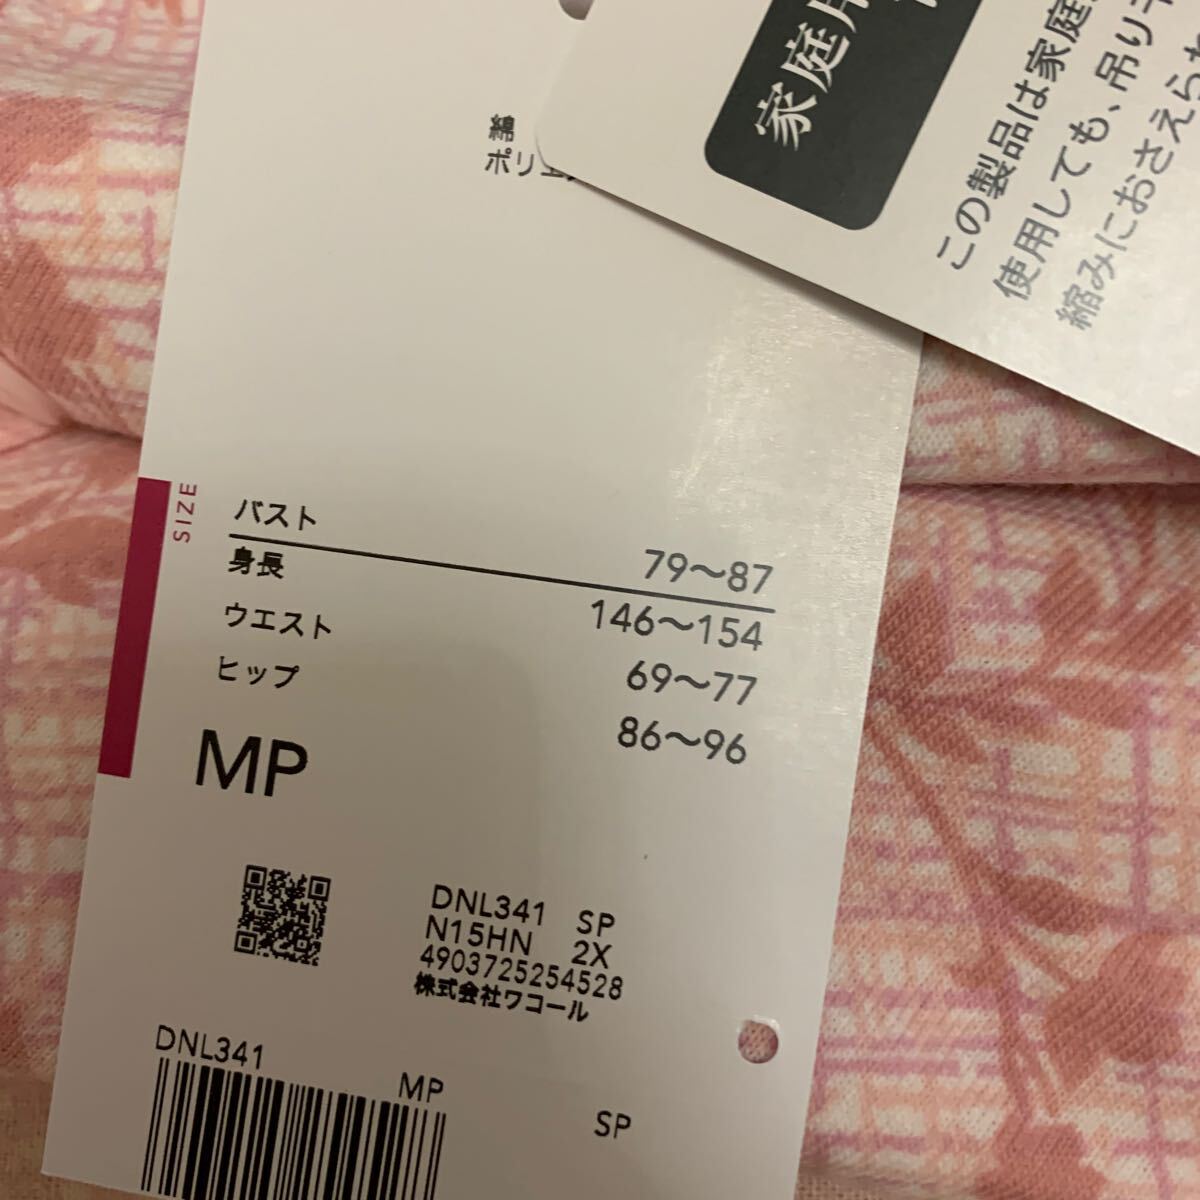 綿
ポリエ
家庭
この製品は家庭
使用しても、吊り干
縮みにおさえられ
SIZE
バスト 79～87
身長 146～154
ウエスト 69～77
ヒップ 86～96
MP
DNL341 SP
N15HN 2X
4903725254528
株式会社ワコール
DNL341
MP
SP